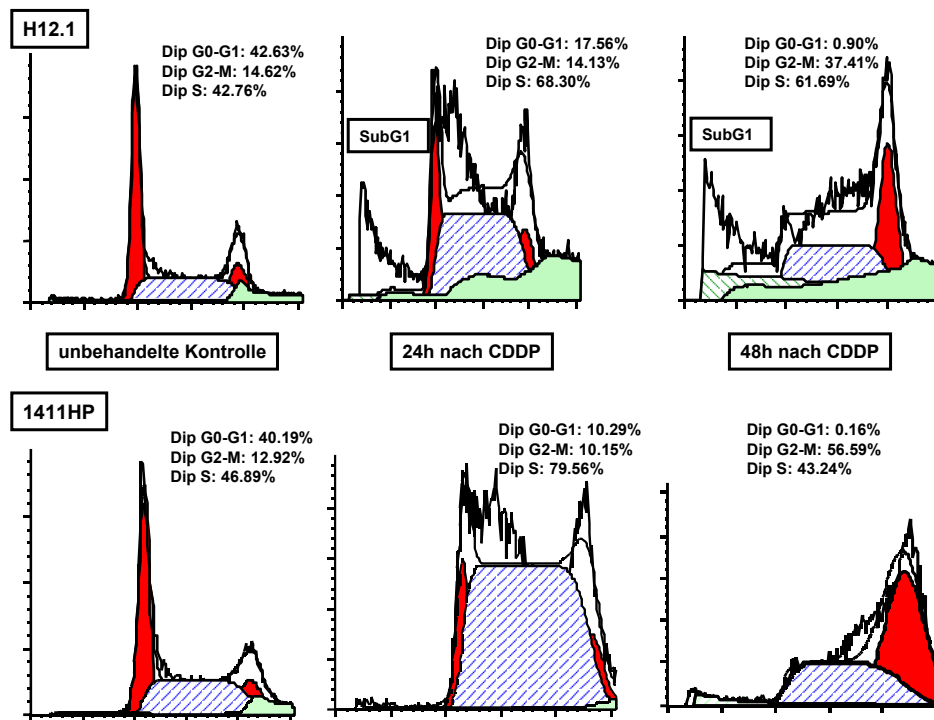 H12.1
Dip G0-G1: 42.63%
Dip G2-M: 14.62%
Dip S: 42.76%
Dip G0-G1: 17.56%
Dip G2-M: 14.13%
Dip S: 68.30%
SubG1
Dip G0-G1: 0.90%
Dip G2-M: 37.41%
Dip S: 61.69%
SubG1
unbehandelte Kontrolle
24h nach CDDP
48h nach CDDP
1411HP
Dip G0-G1: 40.19%
Dip G2-M: 12.92%
Dip S: 46.89%
Dip G0-G1: 10.29%
Dip G2-M: 10.15%
Dip S: 79.56%
Dip G0-G1: 0.16%
Dip G2-M: 56.59%
Dip S: 43.24%